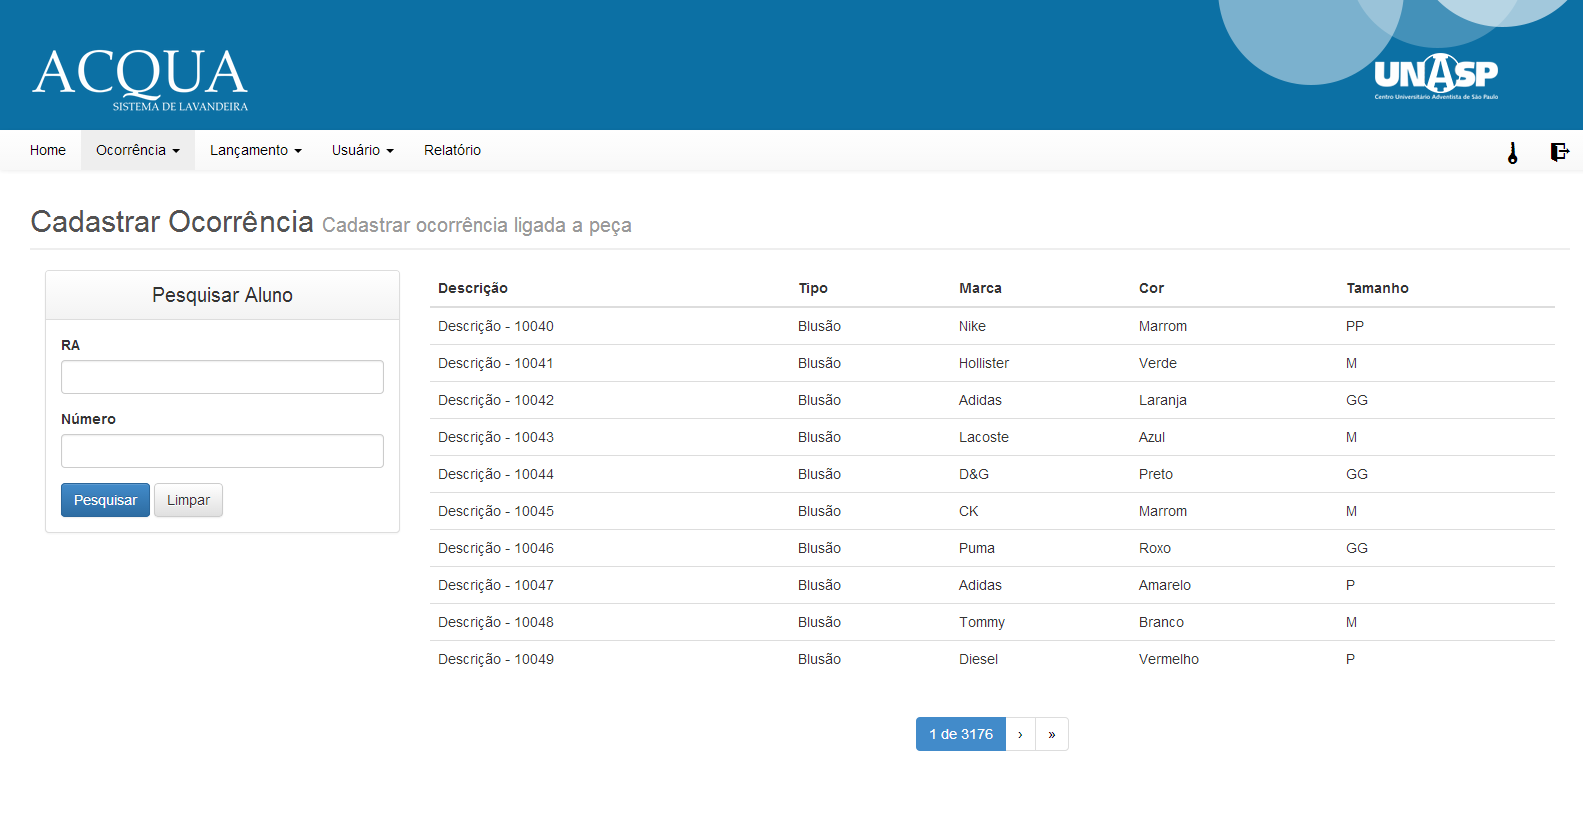 ACQUA
SISTEMA DE LAVANDEIRA
UNASP
Centro Universitário Adventista de São Paulo
Home Ocorrência Lançamento Usuário Relatório
Cadastrar Ocorrência Cadastrar ocorrência ligada a peça
Pesquisar Aluno
RA
Número
Pesquisar Limpar
Descrição Tipo Marca Cor Tamanho
Descrição - 10040 Blusão Nike Marrom PP
Descrição - 10041 Blusão Hollister Verde M
Descrição - 10042 Blusão Adidas Laranja GG
Descrição - 10043 Blusão Lacoste Azul M
Descrição - 10044 Blusão D&G Preto GG
Descrição - 10045 Blusão CK Marrom M
Descrição - 10046 Blusão Puma Roxo GG
Descrição - 10047 Blusão Adidas Amarelo P
Descrição - 10048 Blusão Tommy Branco M
Descrição - 10049 Blusão Diesel Vermelho P
1 de 3176 › »